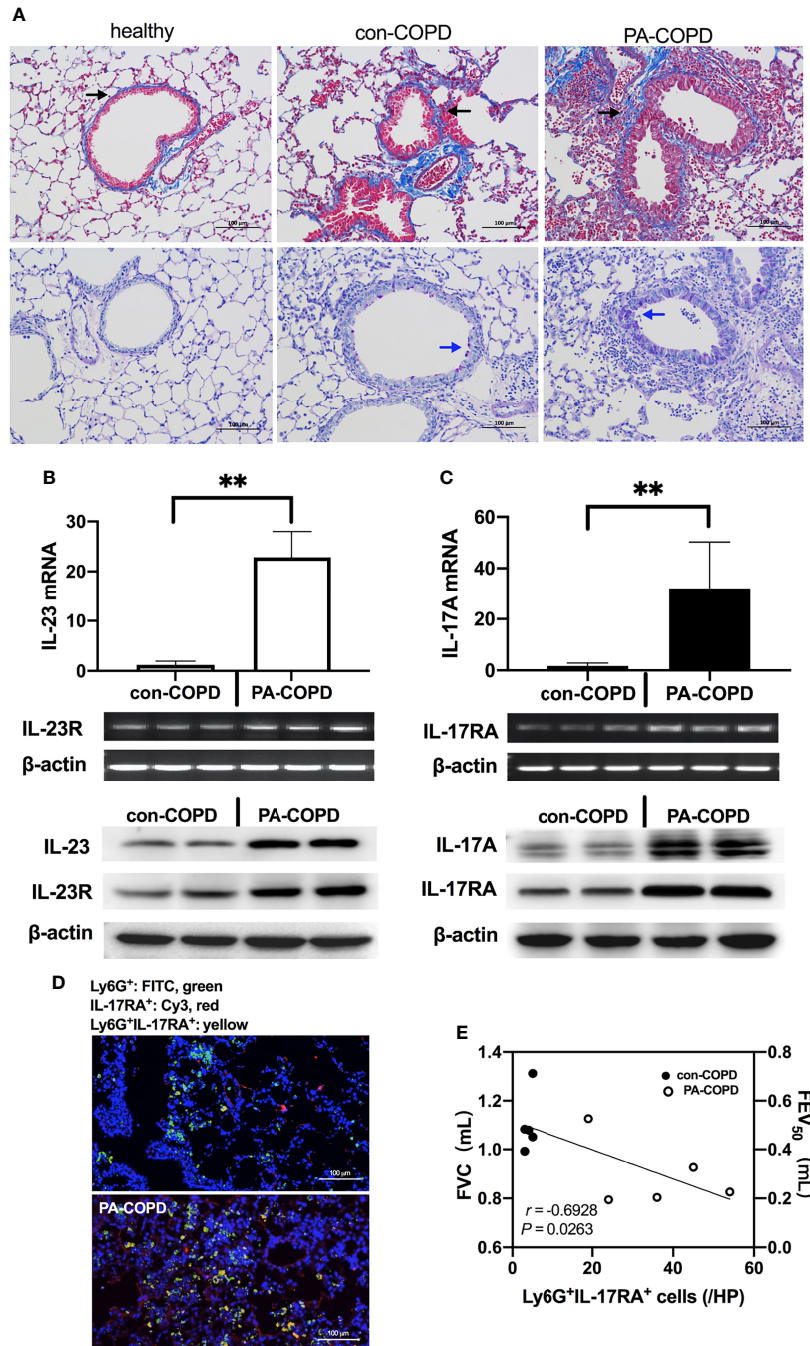 A
healthy
con-COPD
PA-COPD
100 μm
100 μm
100 μm
100 μm
100 μm
100 μm
B
**
30
20
10
0
IL-23 mRNA
con-COPD
PA-COPD
IL-23R
β-actin
con-COPD
PA-COPD
IL-23
IL-23R
β-actin
C
**
60
40
20
0
IL-17A mRNA
con-COPD
PA-COPD
IL-17RA
β-actin
con-COPD
PA-COPD
IL-17A
IL-17RA
β-actin
D
Ly6G⁺: FITC, green
IL-17RA⁺: Cy3, red
Ly6G⁺IL-17RA⁺: yellow
100 μm
PA-COPD
100 μm
E
1.4
1.2
1.0
0.8
0.6
FVC (mL)
con-COPD
PA-COPD
0.8
0.6
0.4
0.2
0.0
FEV₅₀ (mL)
r = -0.6928
P = 0.0263
0
20
40
60
Ly6G⁺IL-17RA⁺ cells (/HP)